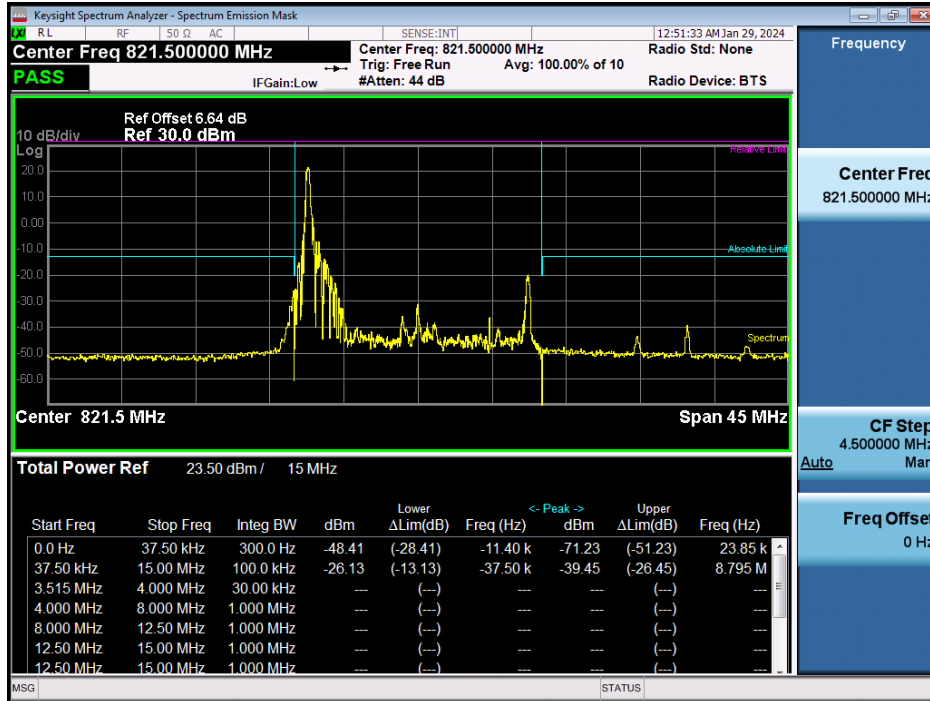 Keysight Spectrum Analyzer - Spectrum Emission Mask
LXI RL RF 50 Ω AC SENSE:INT 12:51:33 AM Jan 29, 2024
Center Freq 821.500000 MHz
Center Freq: 821.500000 MHz Radio Std: None
Trig: Free Run Avg: 100.00% of 10
PASS IFGain:Low #Atten: 44 dB Radio Device: BTS
Frequency
Ref Offset 6.64 dB
10 dB/div Ref 30.0 dBm
Log
Relative Limit
20.0
10.0
0.00
-10.0
Absolute Limit
-20.0
-30.0
-40.0
Spectrum
-50.0
-60.0
Center 821.5 MHz Span 45 MHz
Center Freq
821.500000 MHz
CF Step
4.500000 MHz
Auto Man
Freq Offset
0 Hz
Total Power Ref 23.50 dBm / 15 MHz
Lower <- Peak -> Upper
Start Freq Stop Freq Integ BW dBm ΔLim(dB) Freq (Hz) dBm ΔLim(dB) Freq (Hz)
0.0 Hz 37.50 kHz 300.0 Hz -48.41 (-28.41) -11.40 k -71.23 (-51.23) 23.85 k
37.50 kHz 15.00 MHz 100.0 kHz -26.13 (-13.13) -37.50 k -39.45 (-26.45) 8.795 M
3.515 MHz 4.000 MHz 30.00 kHz --- (---) --- --- (---) ---
4.000 MHz 8.000 MHz 1.000 MHz --- (---) --- --- (---) ---
8.000 MHz 12.50 MHz 1.000 MHz --- (---) --- --- (---) ---
12.50 MHz 15.00 MHz 1.000 MHz --- (---) --- --- (---) ---
12.50 MHz 15.00 MHz 1.000 MHz --- (---) --- --- (---) ---
MSG STATUS